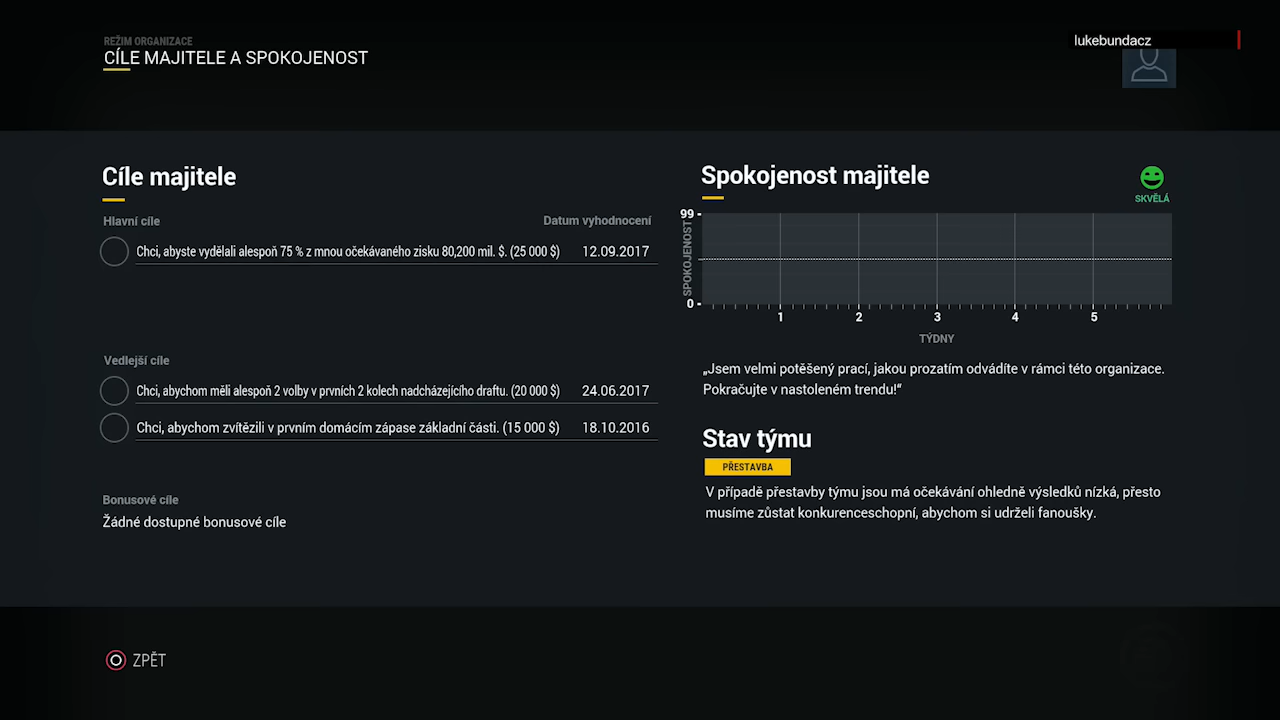 REŽIM ORGANIZACE
CÍLE MAJITELE A SPOKOJENOST
lukebundacz
Cíle majitele
Hlavní cíle
Datum vyhodnocení
Chci, abyste vydělali alespoň 75 % z mnou očekávaného zisku 80,200 mil. $. (25 000 $) 12.09.2017
Vedlejší cíle
Chci, abychom měli alespoň 2 volby v prvních 2 kolech nadcházejícího draftu. (20 000 $) 24.06.2017
Chci, abychom zvítězili v prvním domácím zápase základní části. (15 000 $) 18.10.2016
Bonusové cíle
Žádné dostupné bonusové cíle
Spokojenost majitele
SKVĚLÁ
99
SPOKOJENOST
0
1 2 3 4 5
TÝDNY
„Jsem velmi potěšený prací, jakou prozatím odvádíte v rámci této organizace.
Pokračujte v nastoleném trendu!“
Stav týmu
PŘESTAVBA
V případě přestavby týmu jsou má očekávání ohledně výsledků nízká, přesto
musíme zůstat konkurenceschopní, abychom si udrželi fanoušky.
ZPĚT